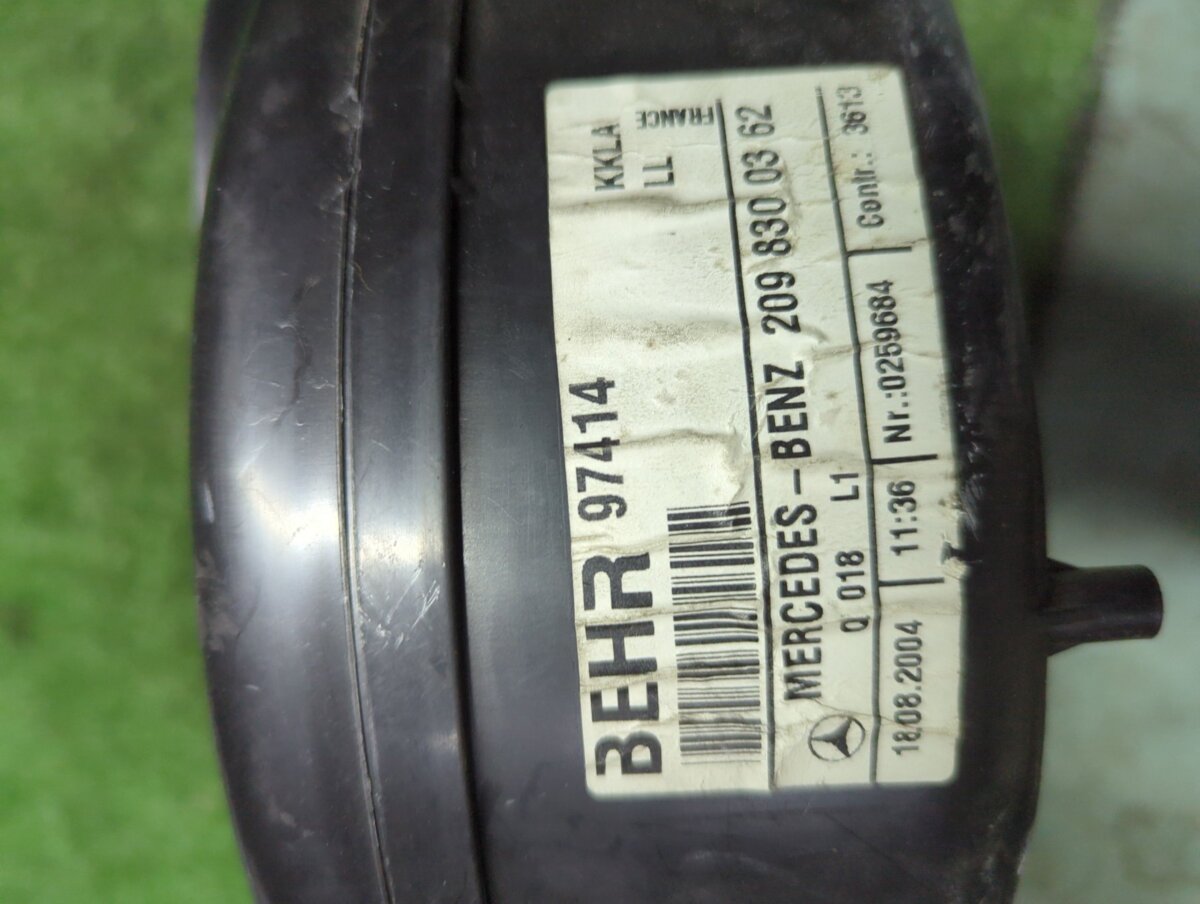 BEHR 97414
KKLA
LL
FRANCE
MERCEDES-BENZ 209 830 03 62
Q 018 L1
18.08.2004 11:36 Nr.:0259684 Contr.: 3613